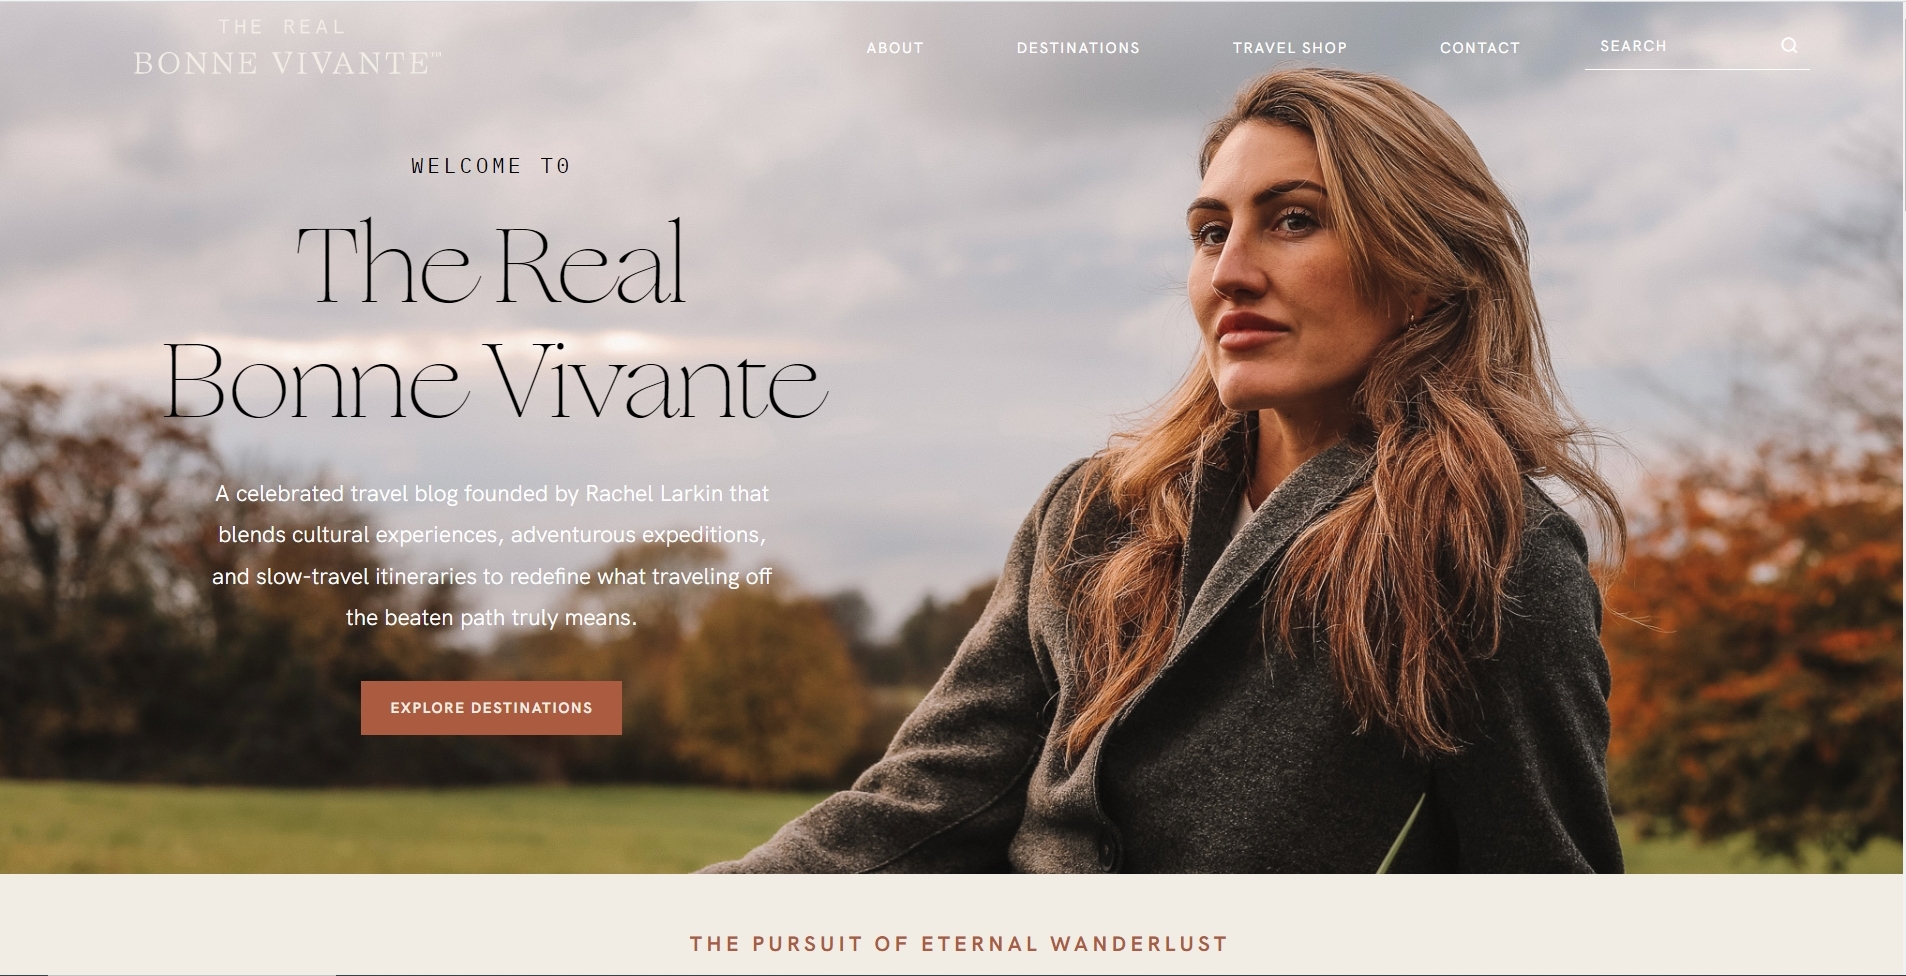 THE REAL
BONNE VIVANTE™
ABOUT
DESTINATIONS
TRAVEL SHOP
CONTACT
SEARCH
WELCOME T0
The Real
Bonne Vivante
A celebrated travel blog founded by Rachel Larkin that
blends cultural experiences, adventurous expeditions,
and slow-travel itineraries to redefine what traveling off
the beaten path truly means.
EXPLORE DESTINATIONS
THE PURSUIT OF ETERNAL WANDERLUST